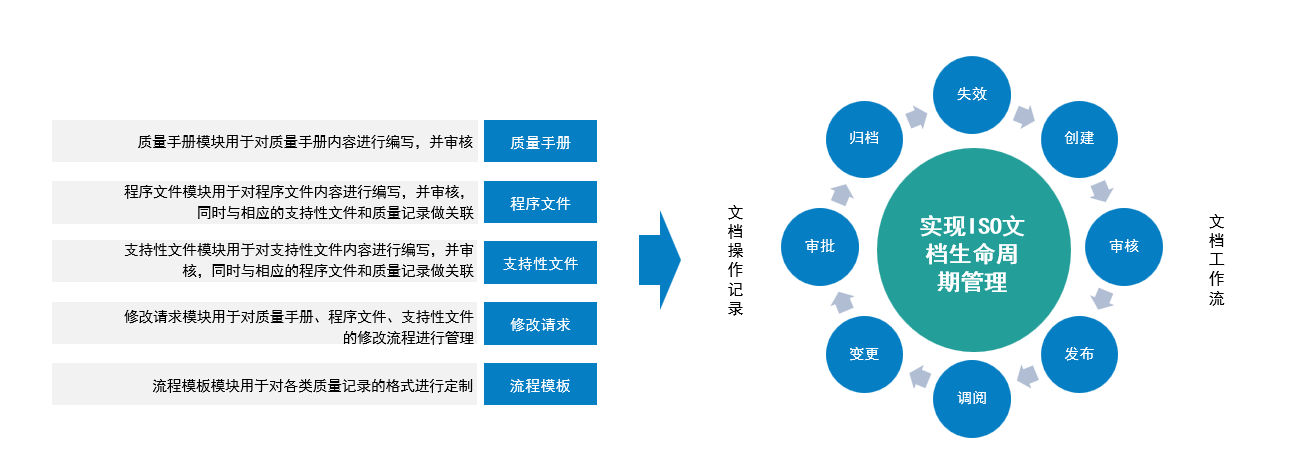 质量手册模块用于对质量手册内容进行编写，并审核
质量手册
程序文件模块用于对程序文件内容进行编写，并审核，
同时与相应的支持性文件和质量记录做关联
程序文件
支持性文件模块用于对支持性文件内容进行编写，并审
核，同时与相应的程序文件和质量记录做关联
支持性文件
修改请求模块用于对质量手册、程序文件、支持性文件
的修改流程进行管理
修改请求
流程模板模块用于对各类质量记录的格式进行定制
流程模板
文档操作记录
失效
创建
审核
发布
调阅
变更
审批
归档
实现ISO文
档生命周
期管理
文档工作流